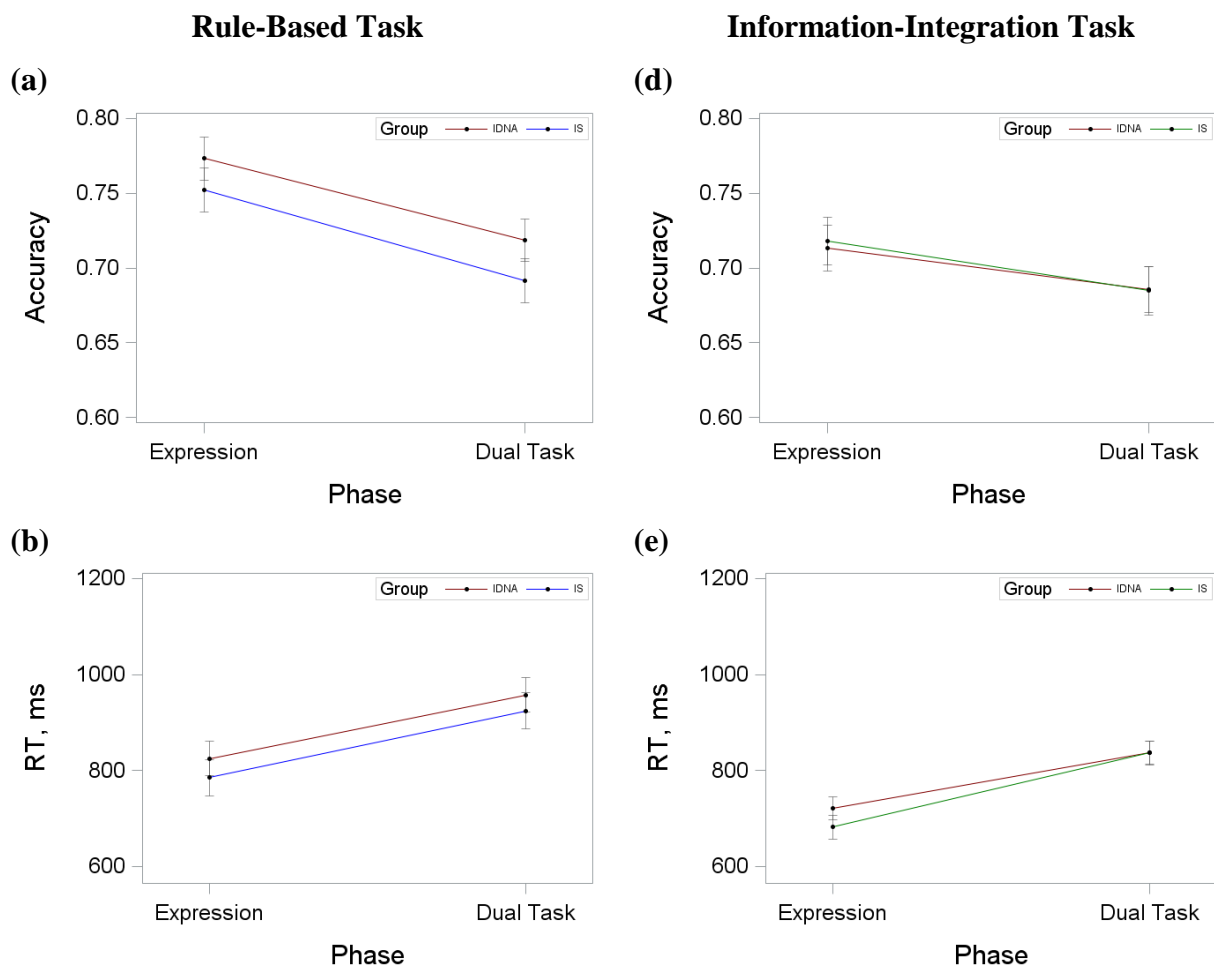 Rule-Based Task
Information-Integration Task
(a)
Group IDNA IS
0.80
0.75
0.70
0.65
0.60
Accuracy
Expression Dual Task
Phase
(d)
Group IDNA IS
0.80
0.75
0.70
0.65
0.60
Accuracy
Expression Dual Task
Phase
(b)
Group IDNA IS
1200
1000
800
600
RT, ms
Expression Dual Task
Phase
(e)
Group IDNA IS
1200
1000
800
600
RT, ms
Expression Dual Task
Phase